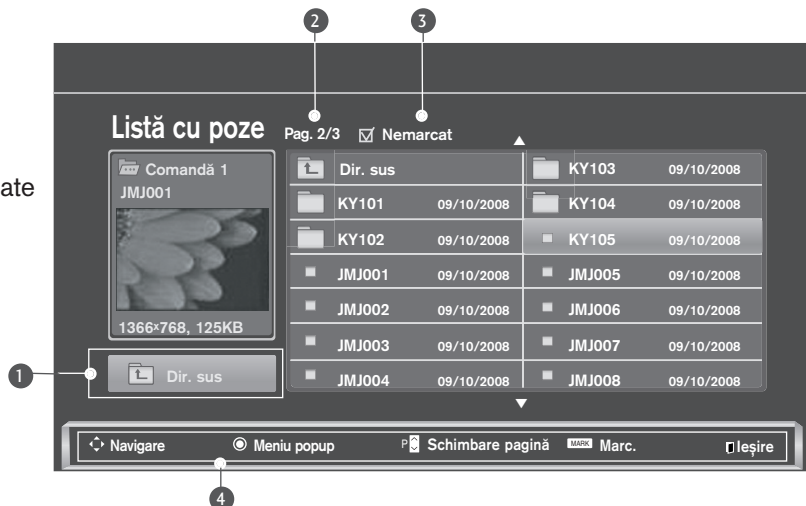 2
3
Listă cu poze Pag. 2/3 Nemarcat
Comandă 1
JMJ001
1366x768, 125KB
Dir. sus
Dir. sus
KY101 09/10/2008
KY102 09/10/2008
JMJ001 09/10/2008
JMJ002 09/10/2008
JMJ003 09/10/2008
JMJ004 09/10/2008
KY103 09/10/2008
KY104 09/10/2008
KY105 09/10/2008
JMJ005 09/10/2008
JMJ006 09/10/2008
JMJ007 09/10/2008
JMJ008 09/10/2008
ate
1
Navigare Meniu popup P Schimbare pagină MARK Marc. Ieşire
4